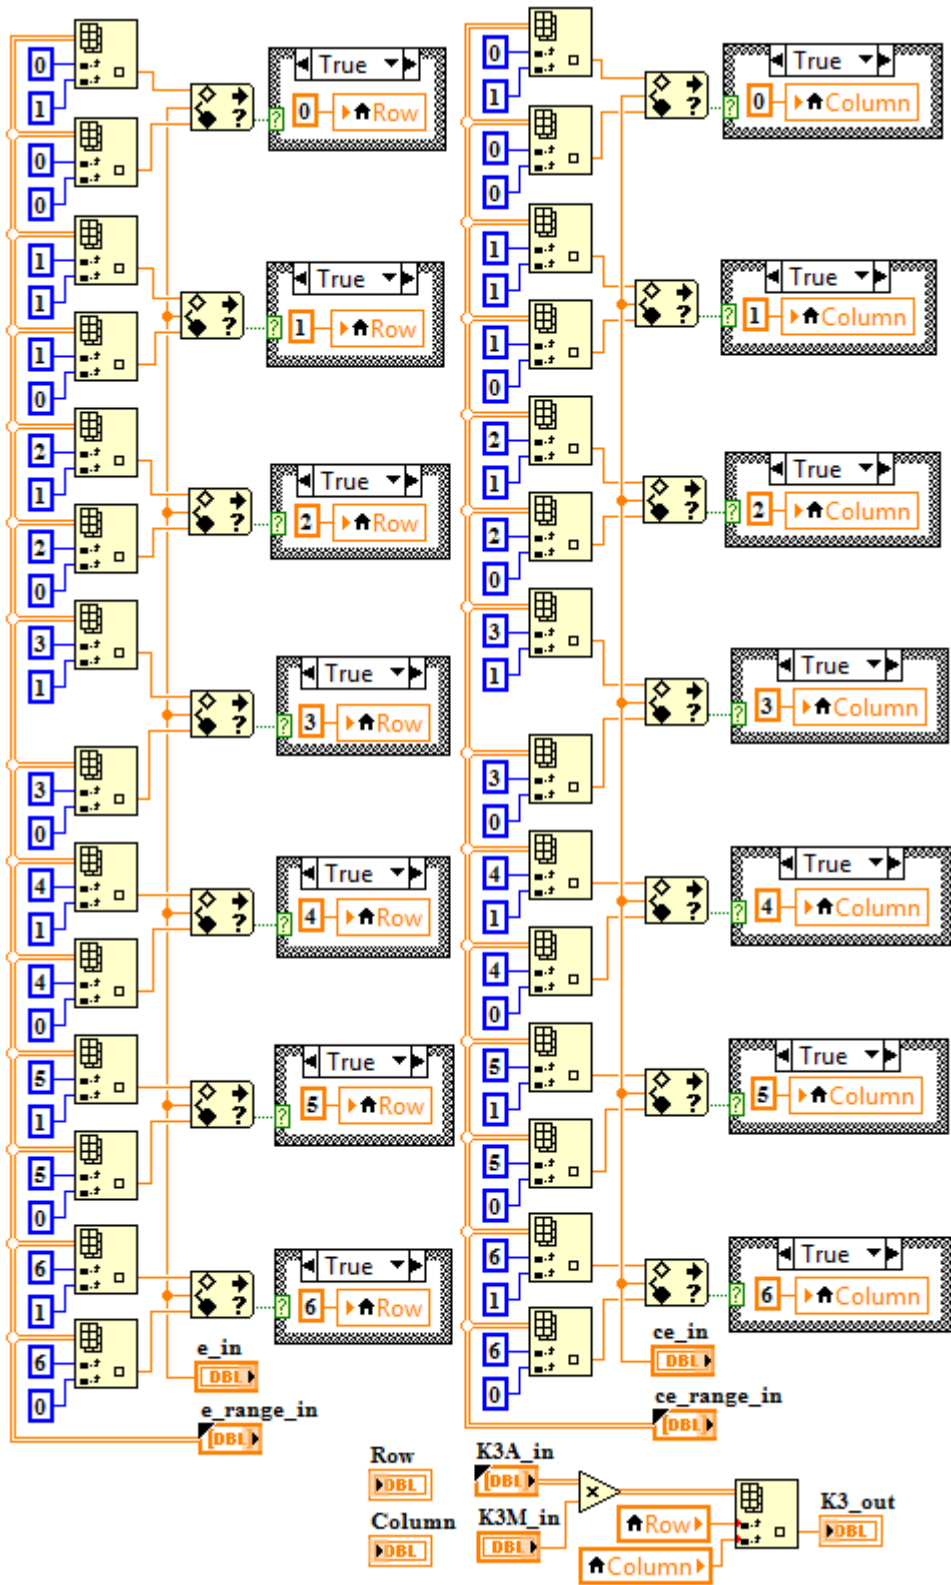 0
1
True
0 Row
?
?
0
0
1
1
True
1 Row
?
?
1
0
2
1
True
2 Row
?
?
2
0
3
1
True
3 Row
?
?
3
0
4
1
True
4 Row
?
?
4
0
5
1
True
5 Row
?
?
5
0
6
1
True
6 Row
?
?
6
0
e_in
DBL
e_range_in
[DBL]
0
1
True
0 Column
?
?
0
0
1
1
True
1 Column
?
?
1
0
2
1
True
2 Column
?
?
2
0
3
1
True
3 Column
?
?
3
0
4
1
True
4 Column
?
?
4
0
5
1
True
5 Column
?
?
5
0
6
1
True
6 Column
?
?
6
0
ce_in
DBL
ce_range_in
[DBL]
Row
DBL
Column
DBL
K3A_in
[DBL]
K3M_in
DBL
×
Row
Column
K3_out
DBL